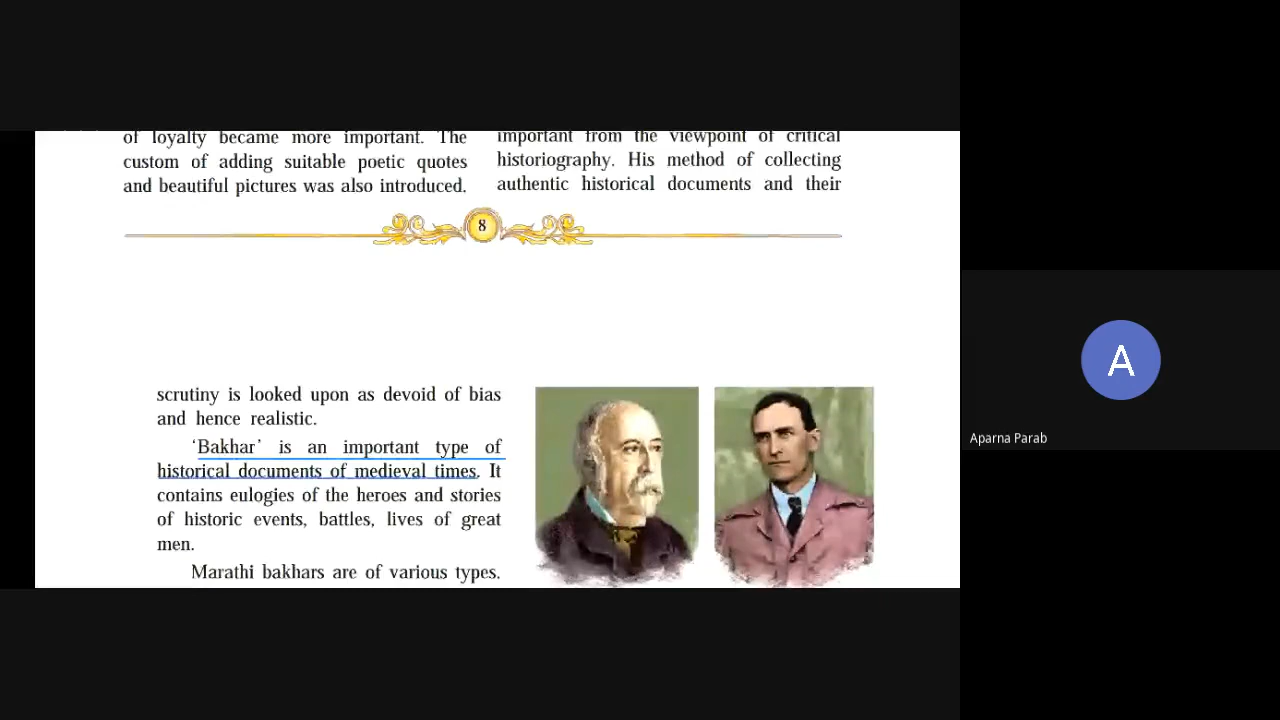 of loyalty became more important. The
custom of adding suitable poetic quotes
and beautiful pictures was also introduced.
important from the viewpoint of critical
historiography. His method of collecting
authentic historical documents and their
8
scrutiny is looked upon as devoid of bias
and hence realistic.
‘Bakhar’ is an important type of
historical documents of medieval times. It
contains eulogies of the heroes and stories
of historic events, battles, lives of great
men.
Marathi bakhars are of various types.
A
Aparna Parab